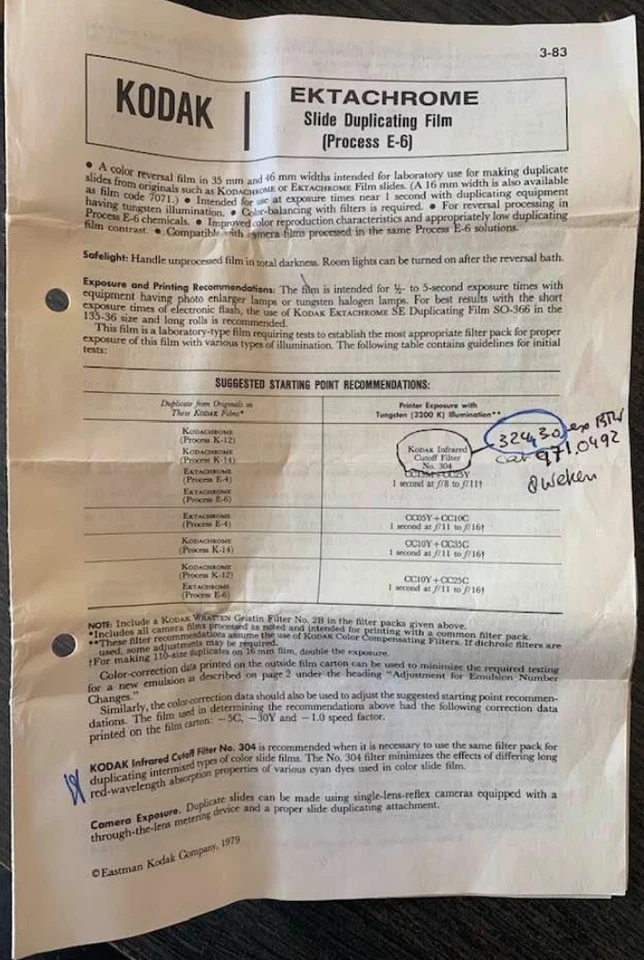 3-83
KODAK
EKTACHROME
Slide Duplicating Film
(Process E-6)
• A color reversal film in 35 mm and 46 mm widths intended for laboratory use for making duplicate
slides from originals such as KODACHROME or EKTACHROME Film slides. (A 16 mm width is also available
as film code 7071.) • Intended for use at exposure times near 1 second with duplicating equipment
having tungsten illumination. • Color-balancing with filters is required. • For reversal processing in
Process E-6 chemicals. • Improved color reproduction characteristics and appropriately low duplicating
film contrast. • Compatible with camera films processed in the same Process E-6 solutions.
Safelight: Handle unprocessed film in total darkness. Room lights can be turned on after the reversal bath.
Exposure and Printing Recommendations: The film is intended for ½- to 5-second exposure times with
equipment having photo enlarger lamps or tungsten halogen lamps. For best results with the short
exposure times of electronic flash, the use of KODAK EKTACHROME SE Duplicating Film SO-366 in the
135-36 size and long rolls is recommended.
This film is a laboratory-type film requiring tests to establish the most appropriate filter pack for proper
exposure of this film with various types of illumination. The following table contains guidelines for initial
tests:
SUGGESTED STARTING POINT RECOMMENDATIONS:
Duplicate from Originals on
These KODAK Films*
Printer Exposure with
Tungsten (3200 K) Illumination**
KODACHROME
(Process K-12)
KODACHROME
(Process K-14)
EKTACHROME
(Process E-4)
EKTACHROME
(Process E-6)
KODAK Infrared
Cutoff Filter
No. 304
1 second at f/8 to f/11†
324,30 ex BTW
cat 971.0492
8 weken
EKTACHROME
(Process E-4)
CC05Y+CC10C
1 second at f/11 to f/16†
KODACHROME
(Process K-14)
CC10Y+CC35C
1 second at f/11 to f/16†
KODACHROME
(Process K-12)
EKTACHROME
(Process E-6)
CC10Y+CC25C
1 second at f/11 to f/16†
NOTE: Include a KODAK WRATTEN Gelatin Filter No. 2B in the filter packs given above.
*Includes all camera films processed as noted and intended for printing with a common filter pack.
**These filter recommendations assume the use of KODAK Color Compensating Filters. If dichroic filters are
used, some adjustments may be required.
†For making 110-size duplicates on 16 mm film, double the exposure.
Color-correction data printed on the outside film carton can be used to minimize the required testing
for a new emulsion as described on page 2 under the heading "Adjustment for Emulsion Number
Changes."
Similarly, the color-correction data should also be used to adjust the suggested starting point recommen-
dations. The film used in determining the recommendations above had the following correction data
printed on the film carton: -5C, -30Y and -1.0 speed factor.
KODAK Infrared Cutoff Filter No. 304 is recommended when it is necessary to use the same filter pack for
duplicating intermixed types of color slide films. The No. 304 filter minimizes the effects of differing long
red-wavelength absorption properties of various cyan dyes used in color slide film.
Camera Exposure. Duplicate slides can be made using single-lens-reflex cameras equipped with a
through-the-lens metering device and a proper slide duplicating attachment.
©Eastman Kodak Company, 1979